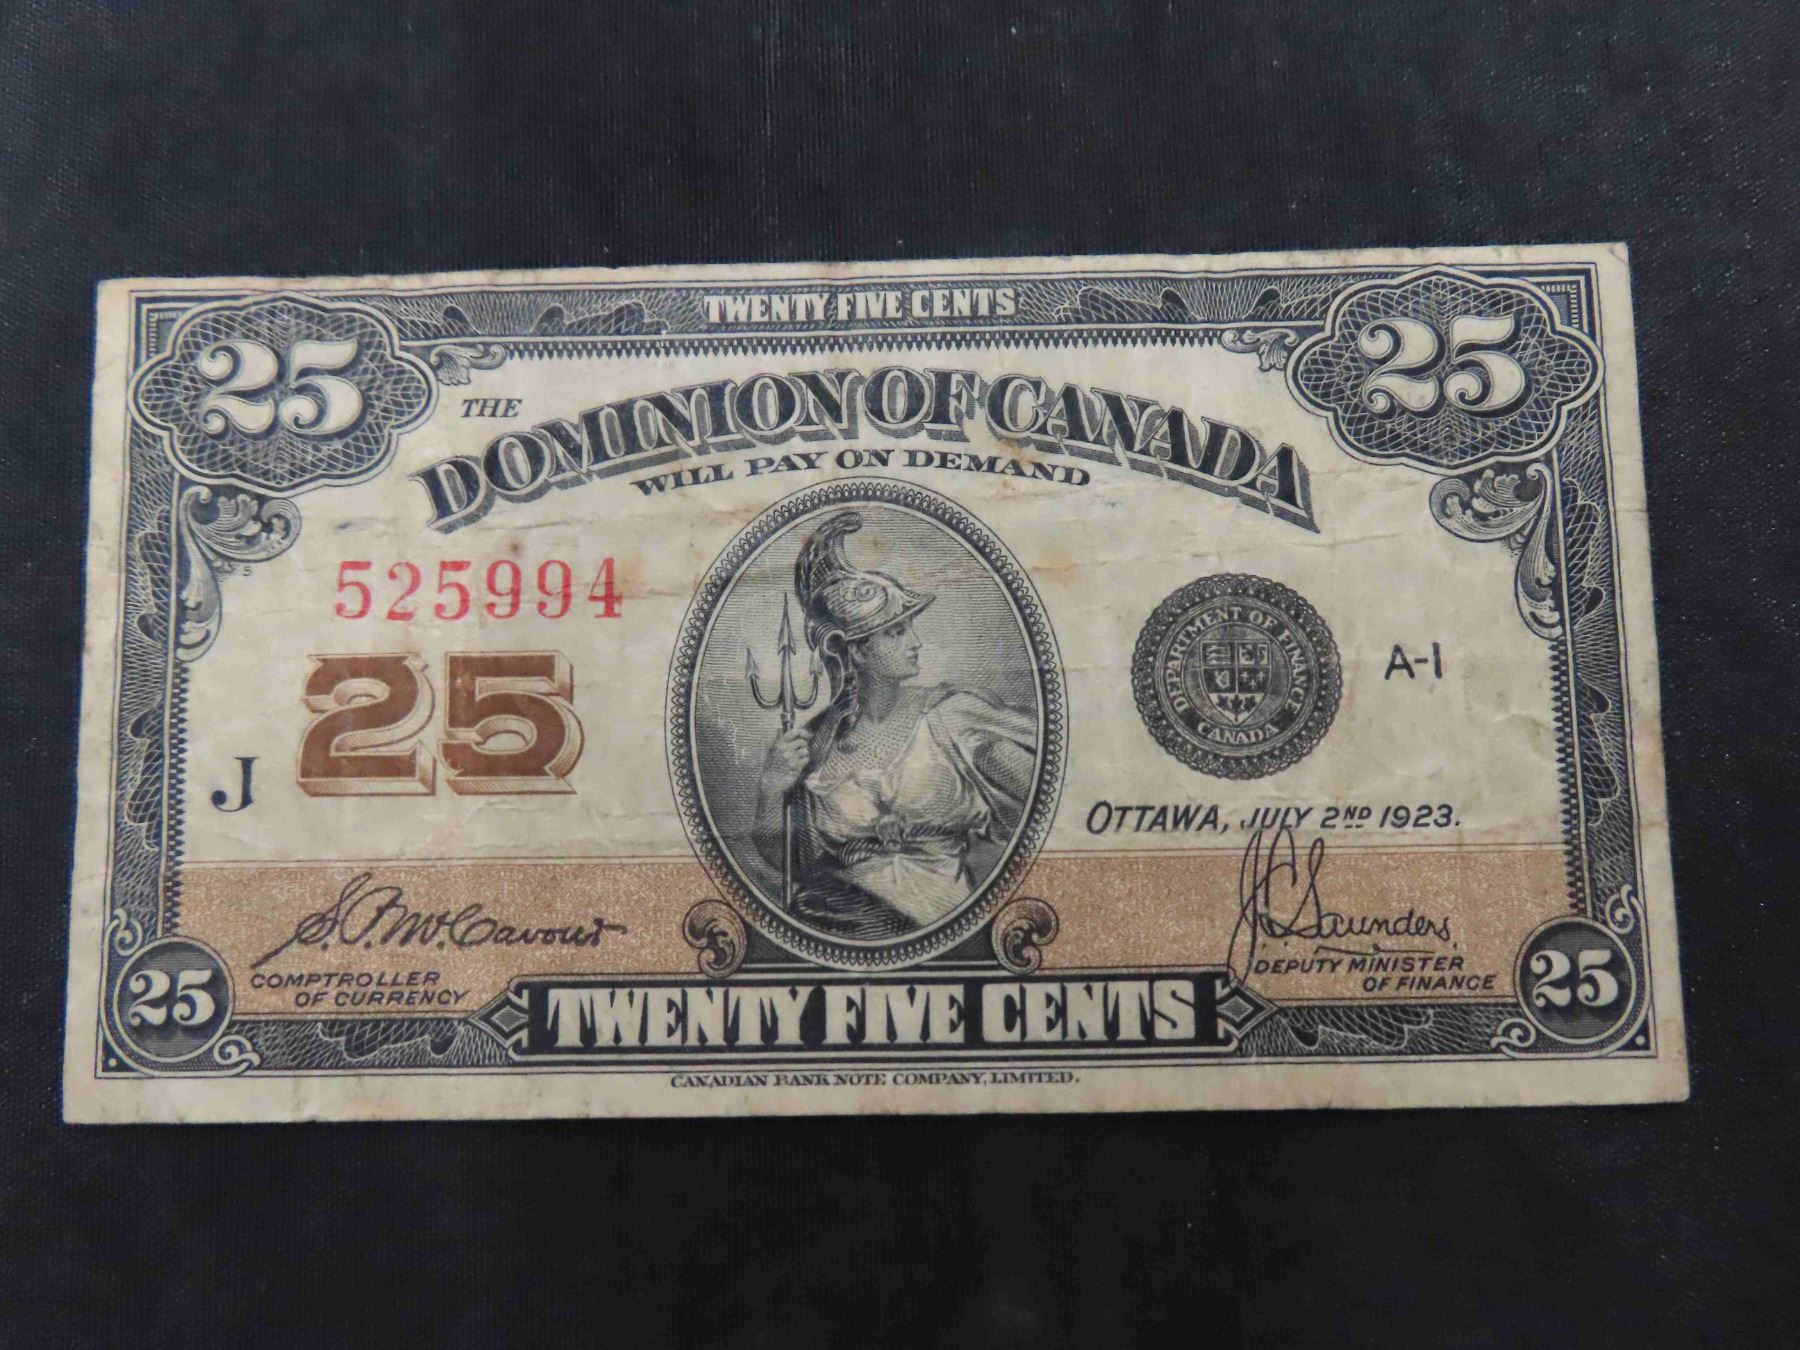 TWENTY FIVE CENTS
25
25
THE
DOMINION OF CANADA
WILL PAY ON DEMAND
525994
25
J
DEPARTMENT OF FINANCE
CANADA
A-1
OTTAWA, JULY 2ND 1923.
S.P. McCavour
COMPTROLLER
OF CURRENCY
J.C. Saunders
DEPUTY MINISTER
OF FINANCE
25
TWENTY FIVE CENTS
25
CANADIAN BANK NOTE COMPANY, LIMITED.